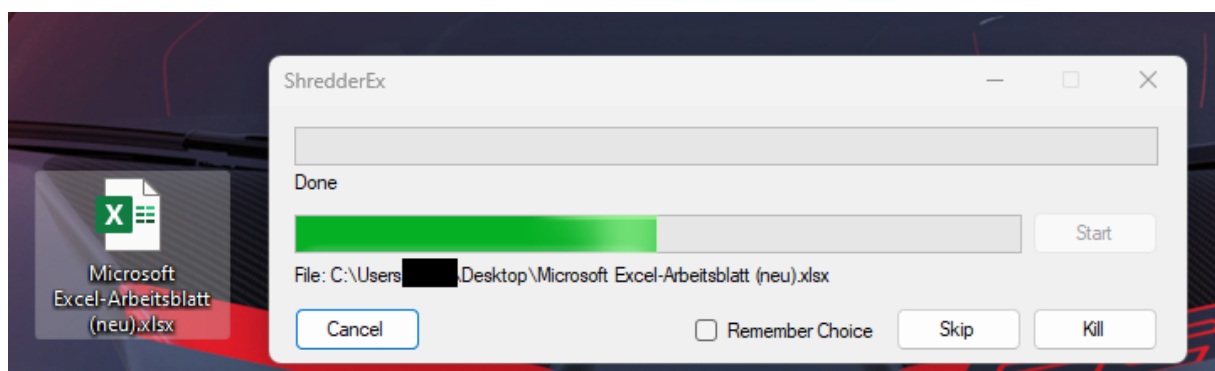 ShredderEx
Done
Start
File: C:\Users
\Desktop\Microsoft Excel-Arbeitsblatt (neu).xlsx
Cancel
Remember Choice
Skip
Kill
X
Microsoft
Excel-Arbeitsblatt
(neu).xlsx